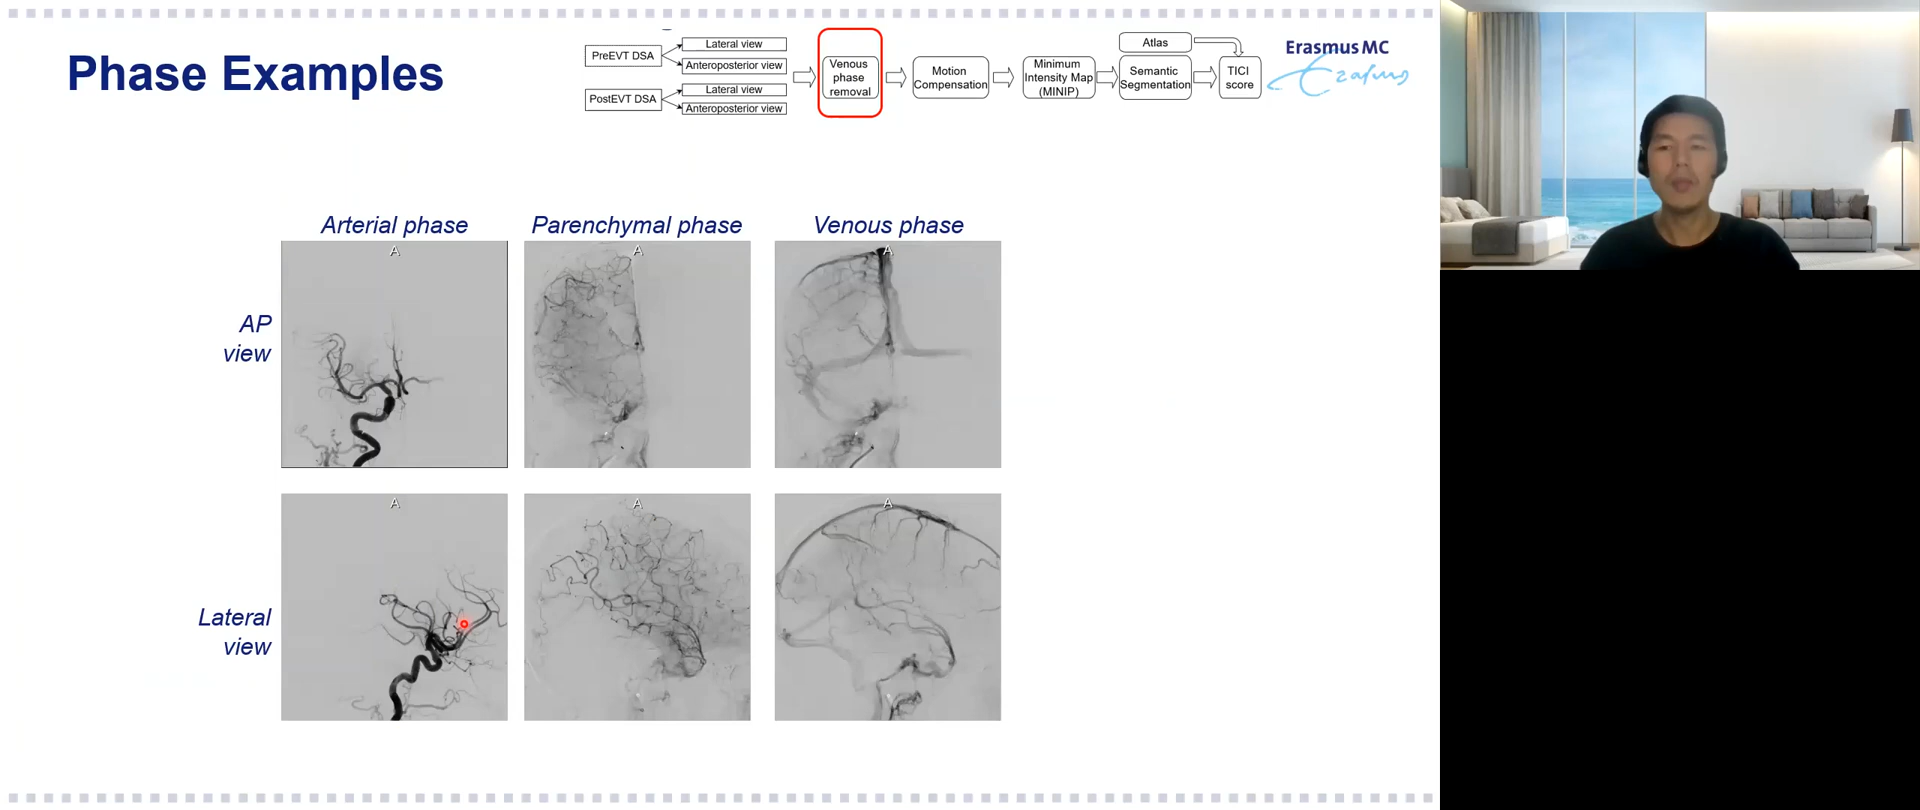 Phase Examples
PreEVT DSA
Lateral view
Anteroposterior view
PostEVT DSA
Lateral view
Anteroposterior view
Venous
phase
removal
Motion
Compensation
Minimum
Intensity Map
(MINIP)
Atlas
Semantic
Segmentation
TICI
score
Erasmus MC
Erasmus
Arterial phase
Parenchymal phase
Venous phase
A
A
A
AP
view
A
A
A
Lateral
view